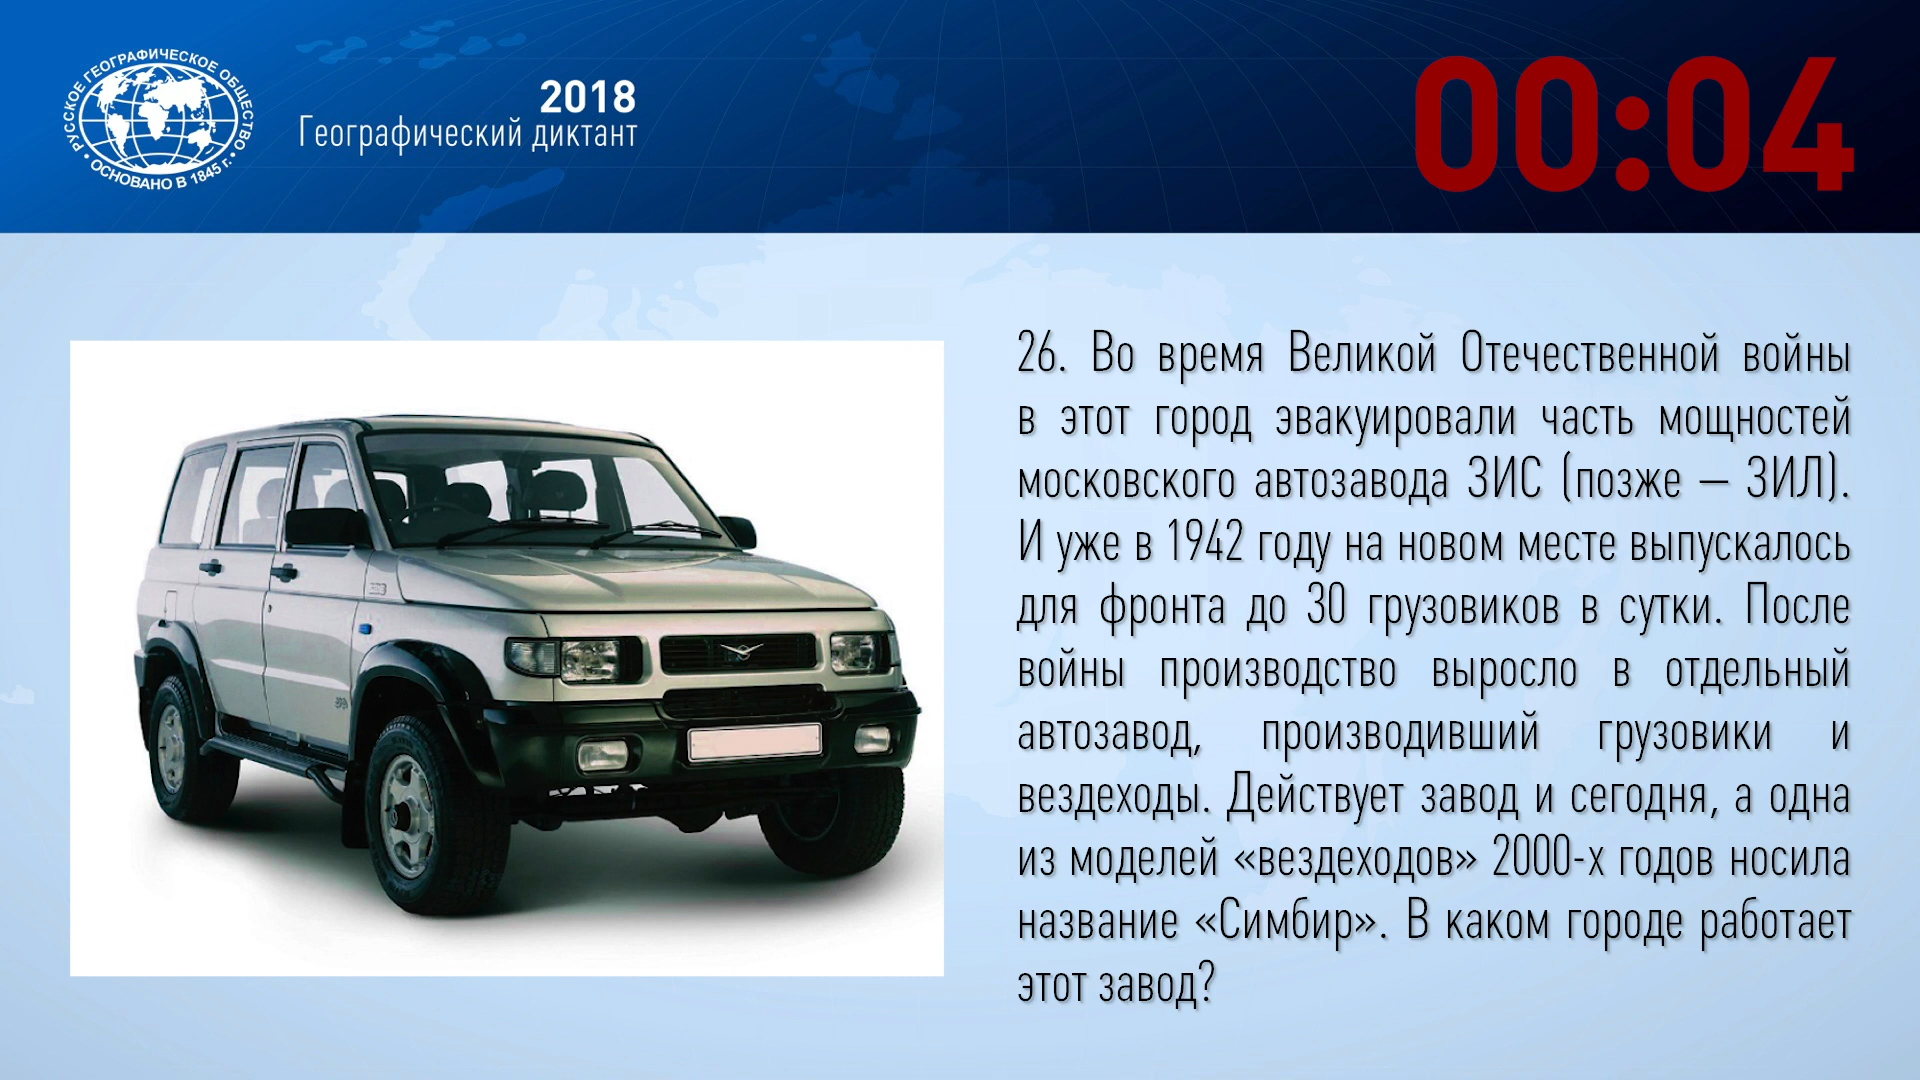 РУССКОЕ ГЕОГРАФИЧЕСКОЕ ОБЩЕСТВО
• ОСНОВАНО В 1845 г. •
2018
Географический диктант
00:04
26. Во время Великой Отечественной войны
в этот город эвакуировали часть мощностей
московского автозавода ЗИС (позже – ЗИЛ).
И уже в 1942 году на новом месте выпускалось
для фронта до 30 грузовиков в сутки. После
войны производство выросло в отдельный
автозавод, производивший грузовики и
вездеходы. Действует завод и сегодня, а одна
из моделей «вездеходов» 2000-х годов носила
название «Симбир». В каком городе работает
этот завод?